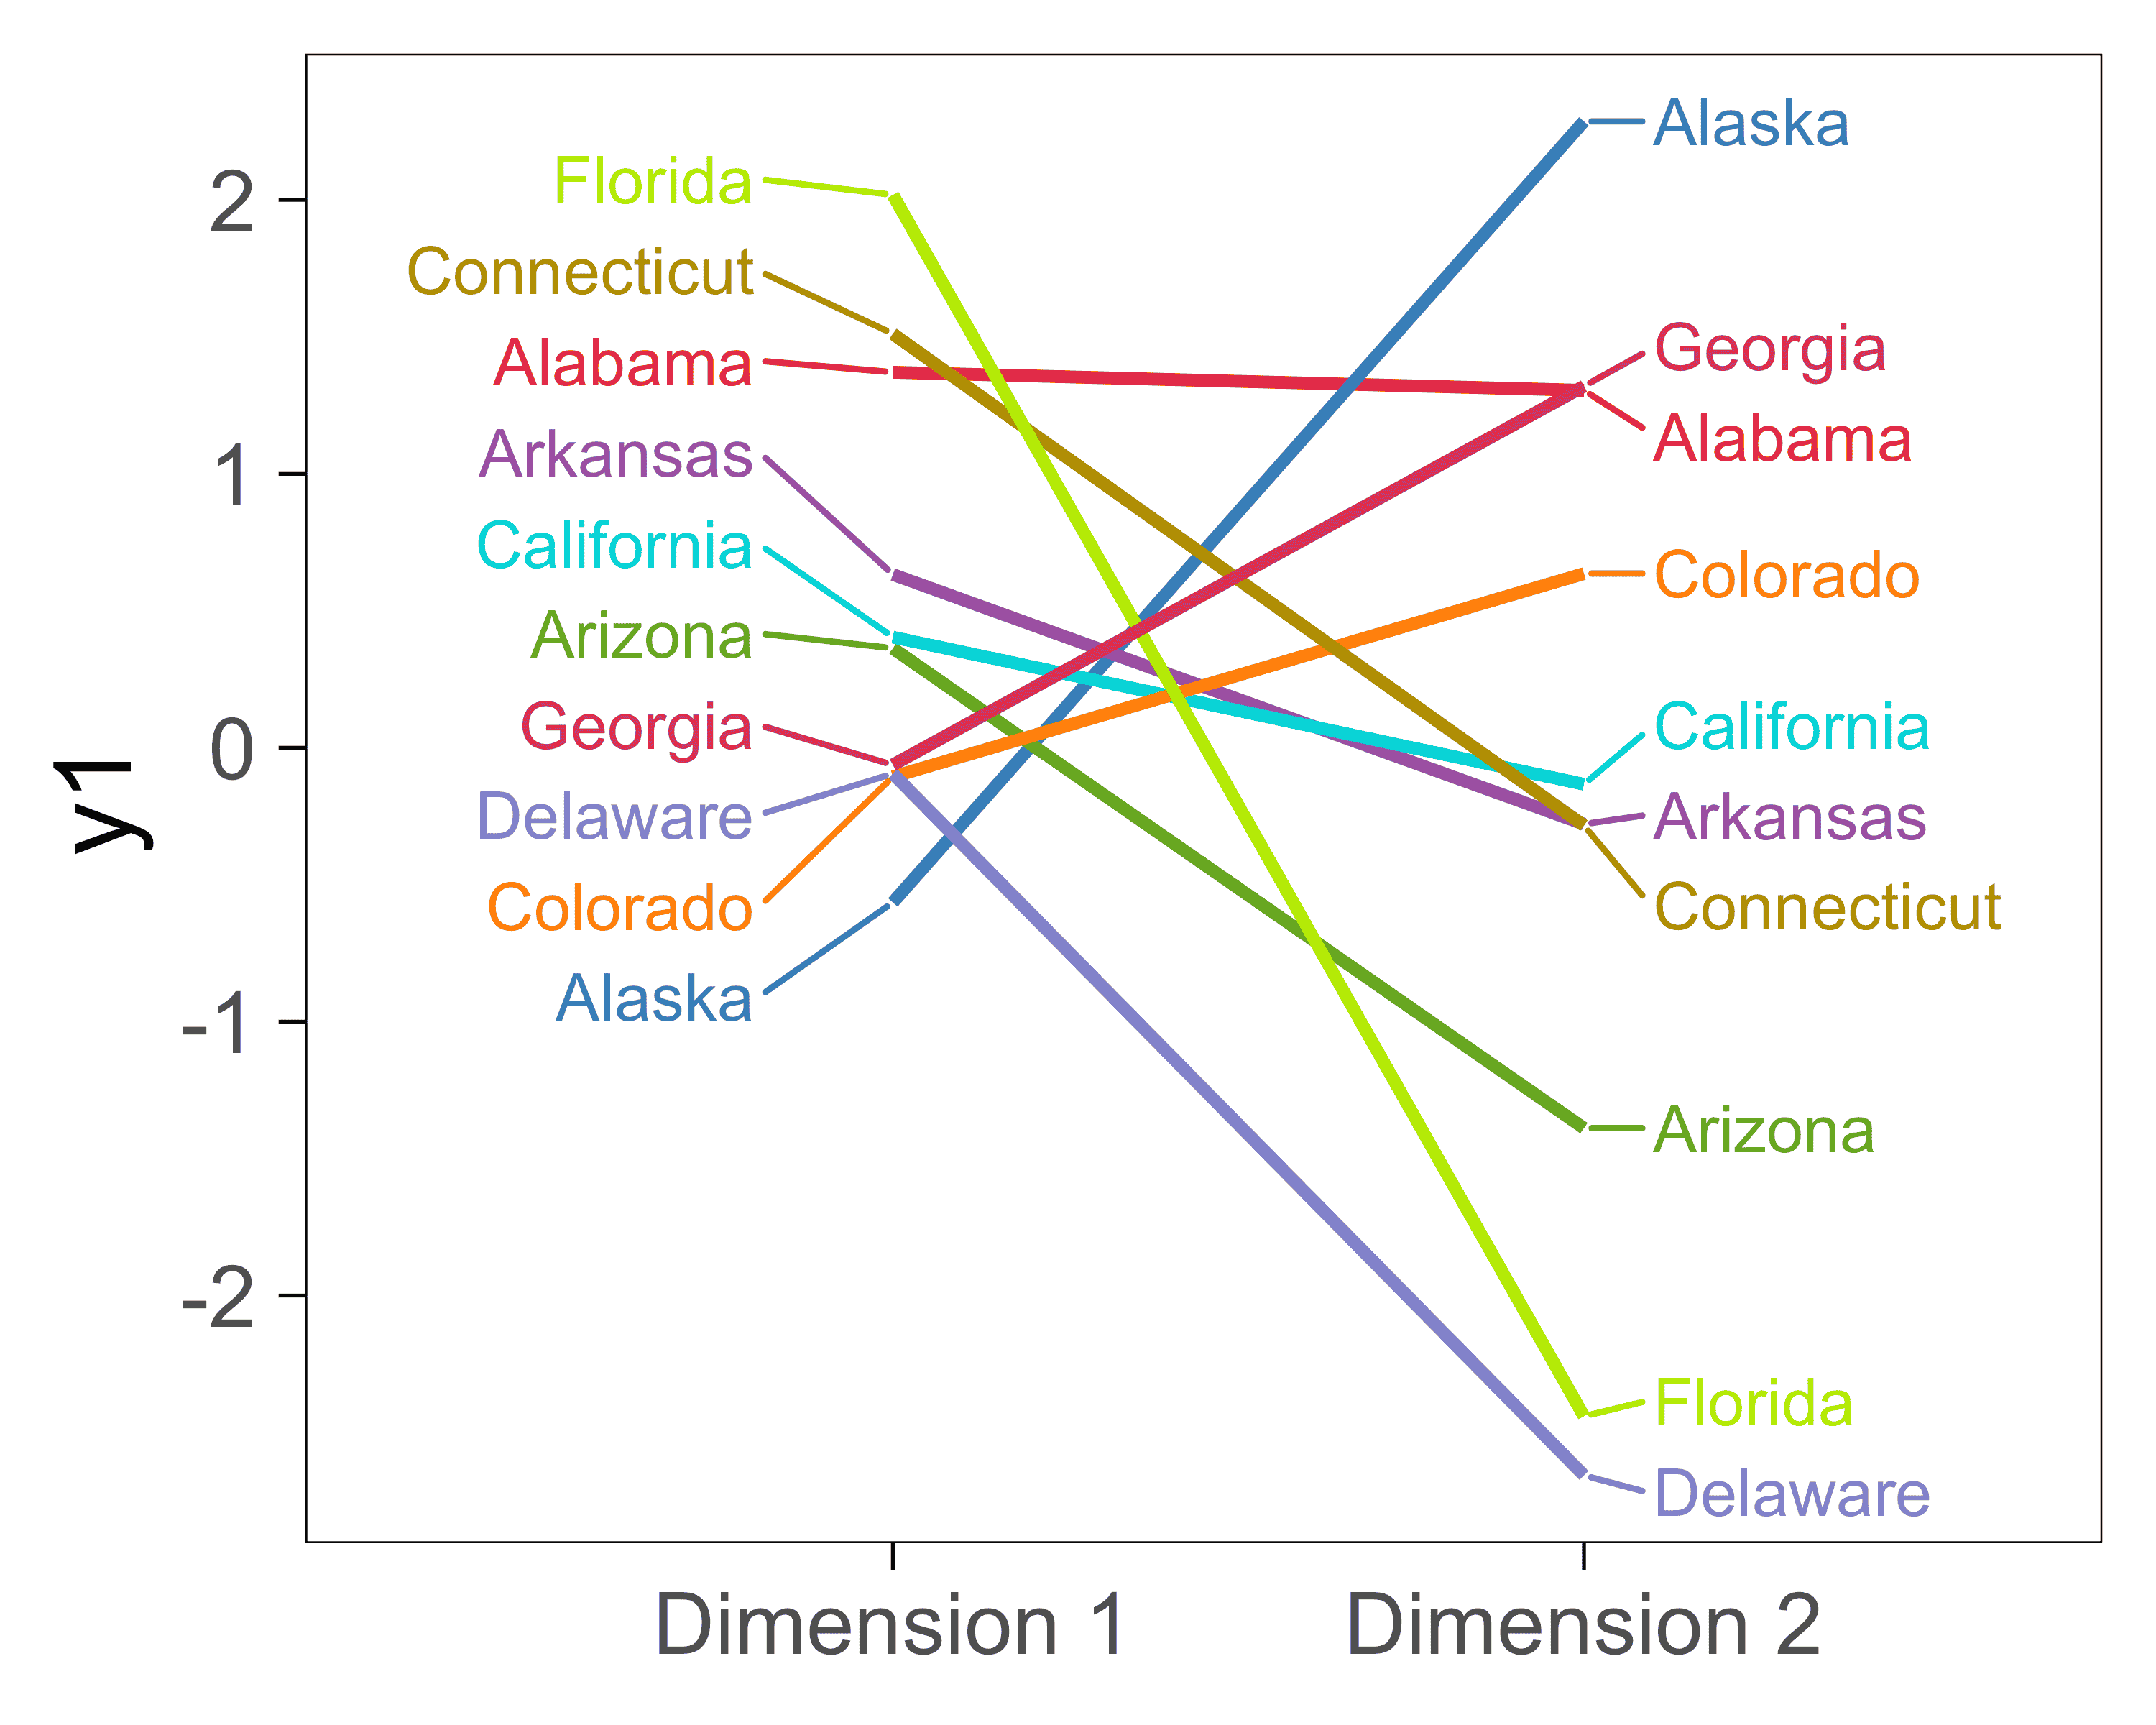 y1
2
1
0
-1
-2
Florida
Connecticut
Alabama
Arkansas
California
Arizona
Georgia
Delaware
Colorado
Alaska
Alaska
Georgia
Alabama
Colorado
California
Arkansas
Connecticut
Arizona
Florida
Delaware
Dimension 1 Dimension 2